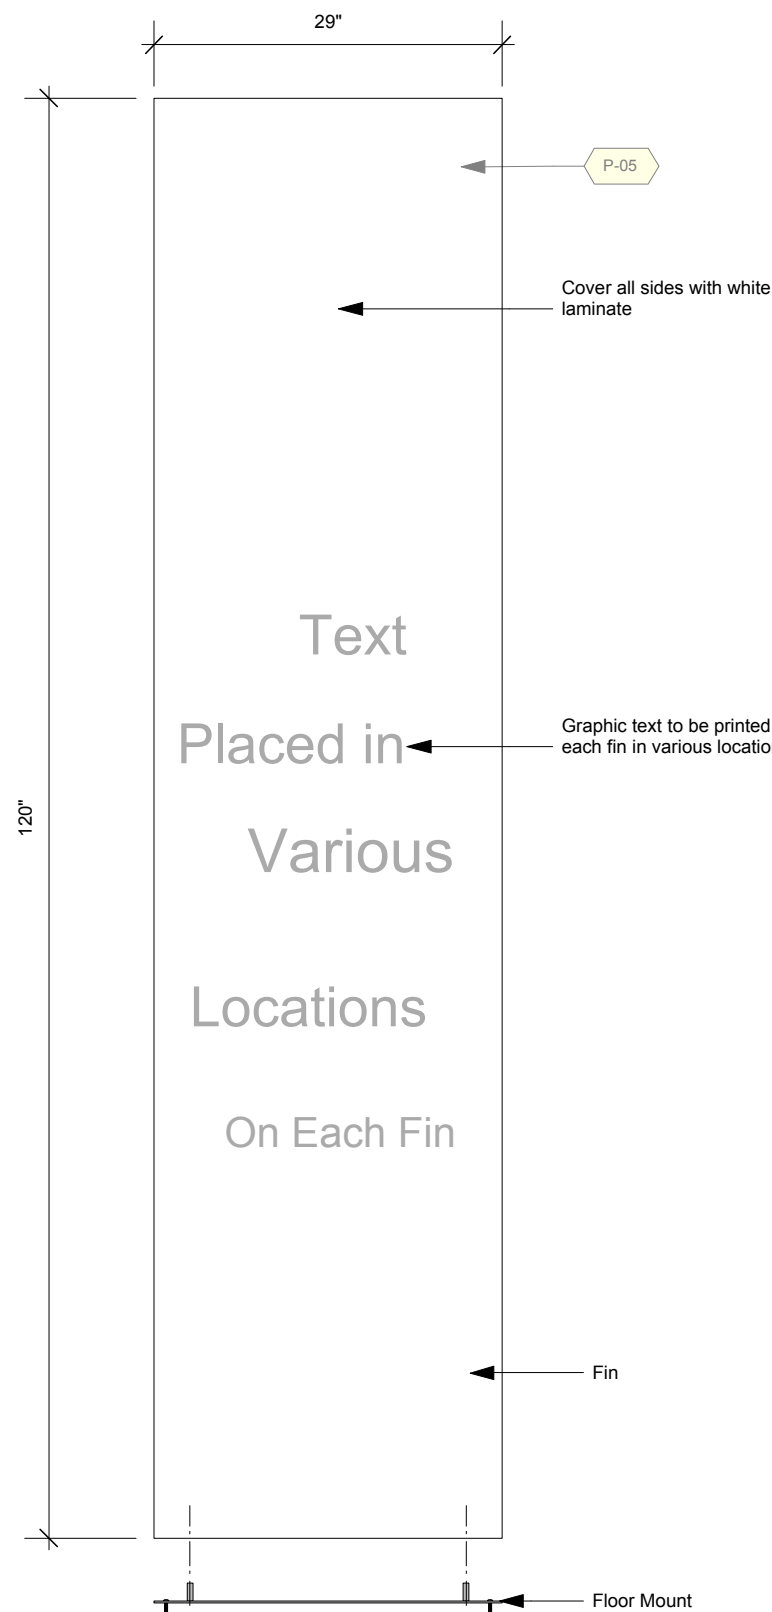 29"
P-05
Cover all sides with white
laminate
Text
Placed in
Graphic text to be printed
each fin in various locatio
120"
Various
Locations
On Each Fin
Fin
Floor Mount